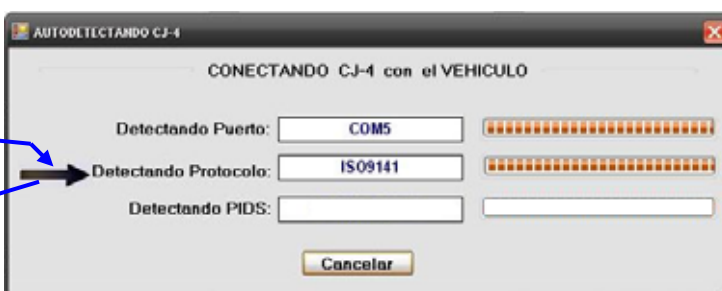 AUTODETECTANDO CJ-4
CONECTANDO CJ-4 con el VEHICULO
Detectando Puerto: COM5
Detectando Protocolo: ISO9141
Detectando PIDS:
Cancelar